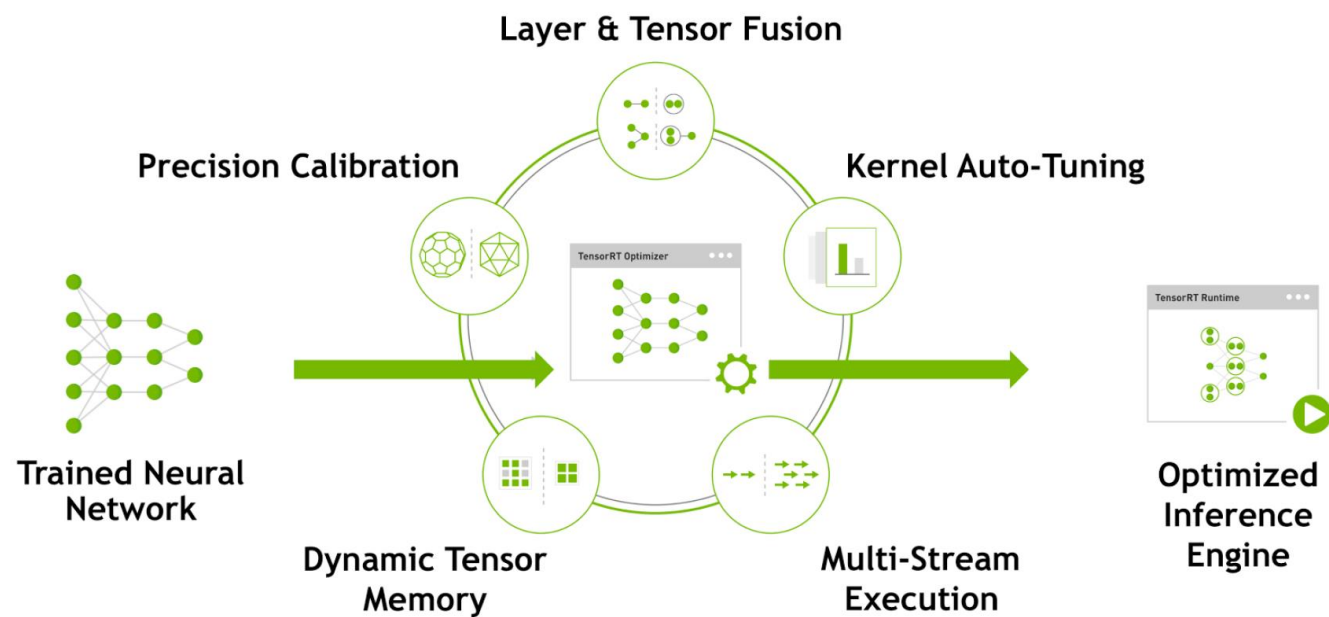 Layer & Tensor Fusion
Precision Calibration
Kernel Auto-Tuning
TensorRT Optimizer
TensorRT Runtime
Trained Neural
Network
Optimized
Inference
Engine
Dynamic Tensor
Memory
Multi-Stream
Execution